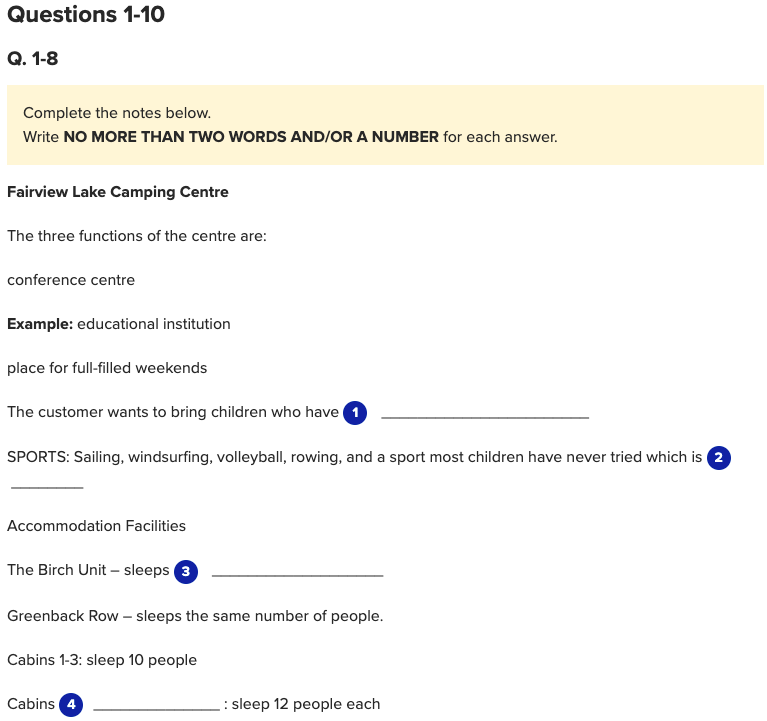 Questions 1-10
Q. 1-8
Complete the notes below.
Write NO MORE THAN TWO WORDS AND/OR A NUMBER for each answer.
Fairview Lake Camping Centre
The three functions of the centre are:
conference centre
Example: educational institution
place for full-filled weekends
The customer wants to bring children who have 1 _______________________
SPORTS: Sailing, windsurfing, volleyball, rowing, and a sport most children have never tried which is 2
________
Accommodation Facilities
The Birch Unit – sleeps 3 ___________________
Greenback Row – sleeps the same number of people.
Cabins 1-3: sleep 10 people
Cabins 4 ______________ : sleep 12 people each